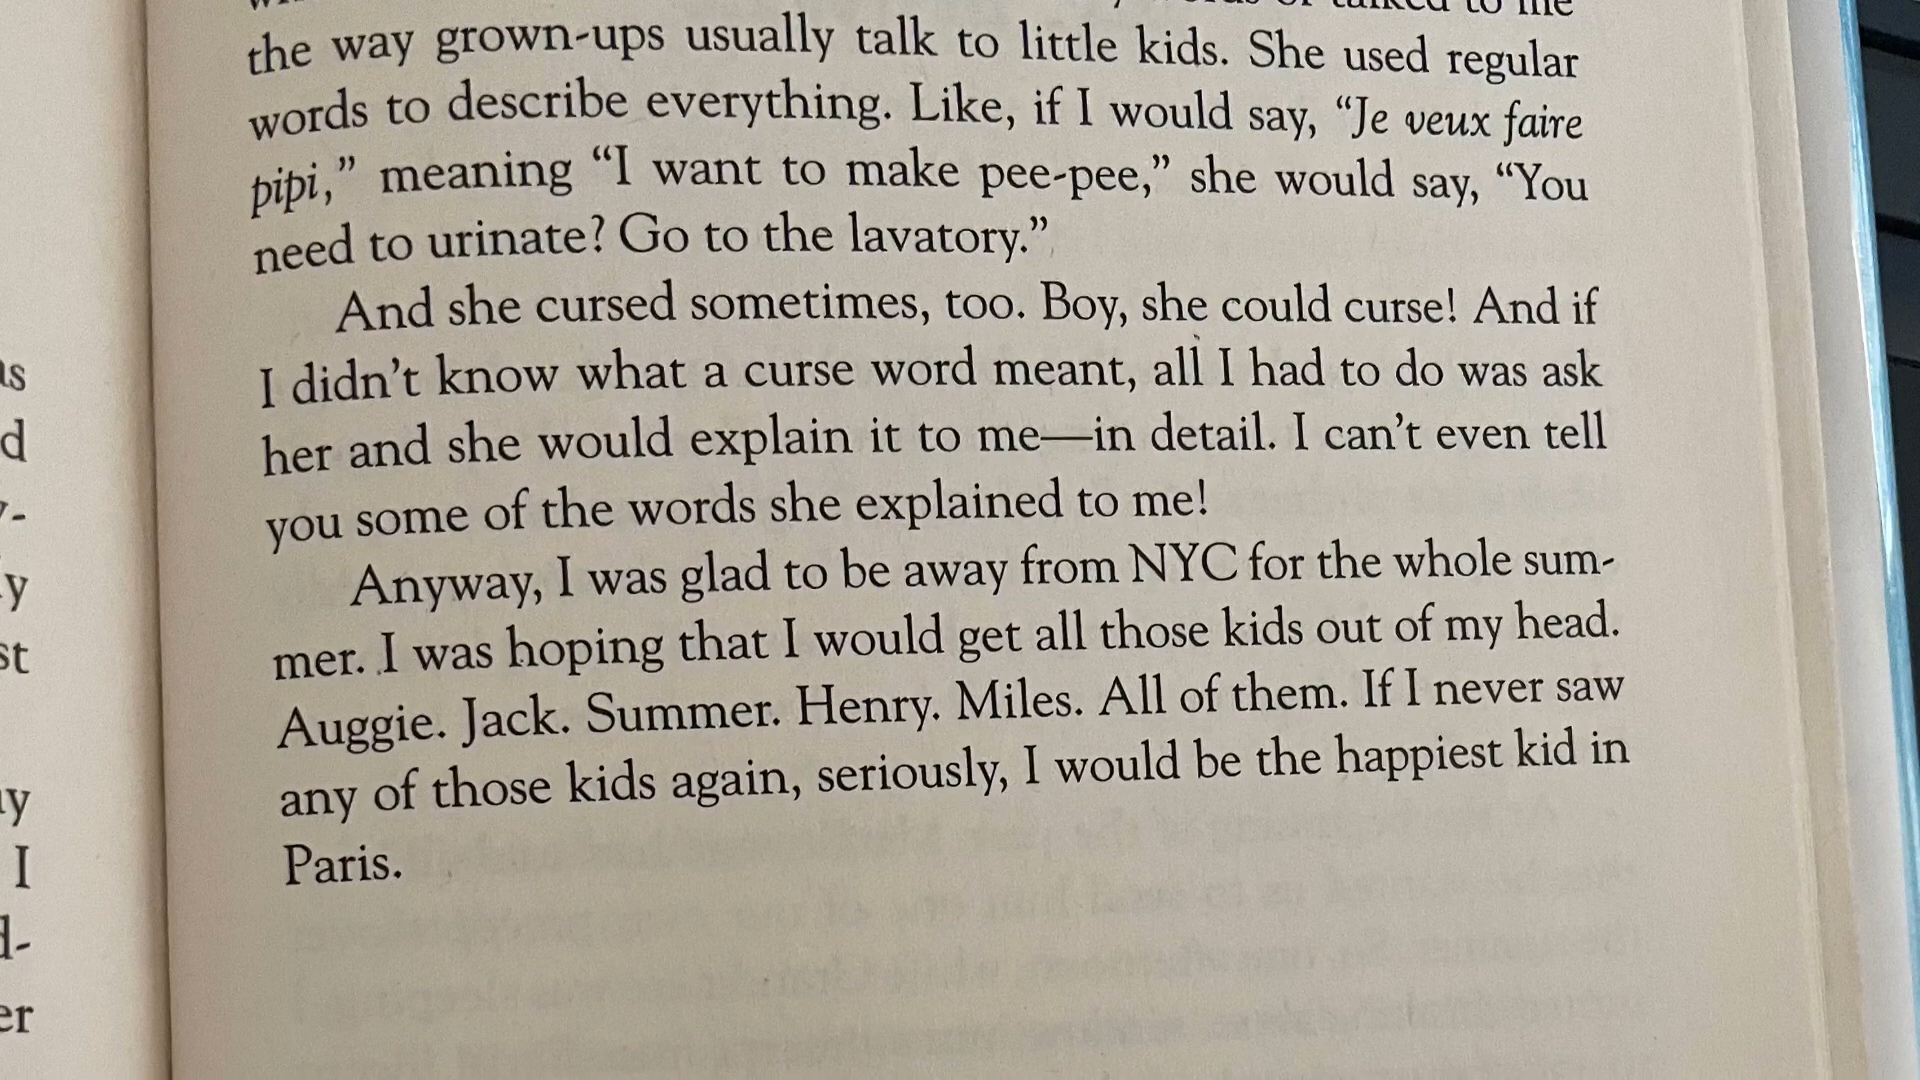 talked to me
the way grown-ups usually talk to little kids. She used regular
words to describe everything. Like, if I would say, “Je veux faire
pipi,” meaning “I want to make pee-pee,” she would say, “You
need to urinate? Go to the lavatory.”
And she cursed sometimes, too. Boy, she could curse! And if
I didn’t know what a curse word meant, all I had to do was ask
her and she would explain it to me—in detail. I can’t even tell
you some of the words she explained to me!
Anyway, I was glad to be away from NYC for the whole sum-
mer. I was hoping that I would get all those kids out of my head.
Auggie. Jack. Summer. Henry. Miles. All of them. If I never saw
any of those kids again, seriously, I would be the happiest kid in
Paris.